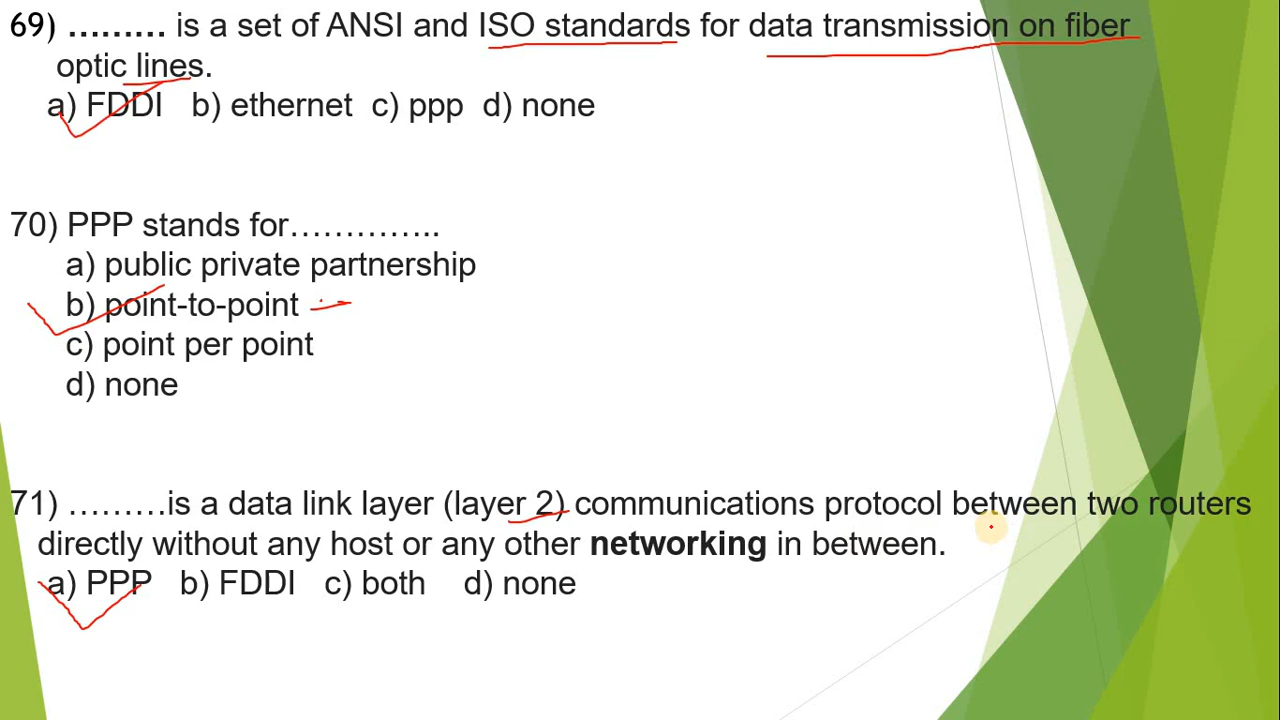 69) ……… is a set of ANSI and ISO standards for data transmission on fiber
optic lines.
a) FDDI b) ethernet c) ppp d) none
70) PPP stands for…………..
a) public private partnership
b) point-to-point
c) point per point
d) none
71) ………is a data link layer (layer 2) communications protocol between two routers
directly without any host or any other networking in between.
a) PPP b) FDDI c) both d) none